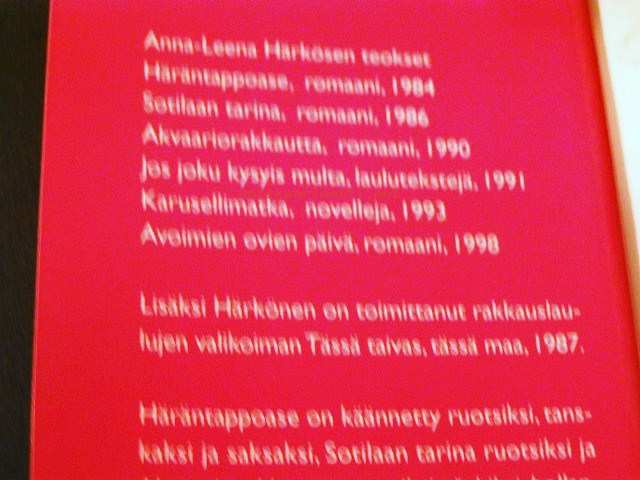 Anna-Leena Härkösen teokset
Häräntappoase, romaani, 1984
Sotilaan tarina, romaani, 1986
Akvaariorakkautta, romaani, 1990
Jos joku kysyis multa, laulutekstejä, 1991
Karusellimatka, novelleja, 1993
Avoimien ovien päivä, romaani, 1998
Lisäksi Härkönen on toimittanut rakkauslau-
lujen valikoiman Tässä taivas, tässä maa, 1987.
Häräntappoase on käännetty ruotsiksi, tans-
kaksi ja saksaksi, Sotilaan tarina ruotsiksi ja